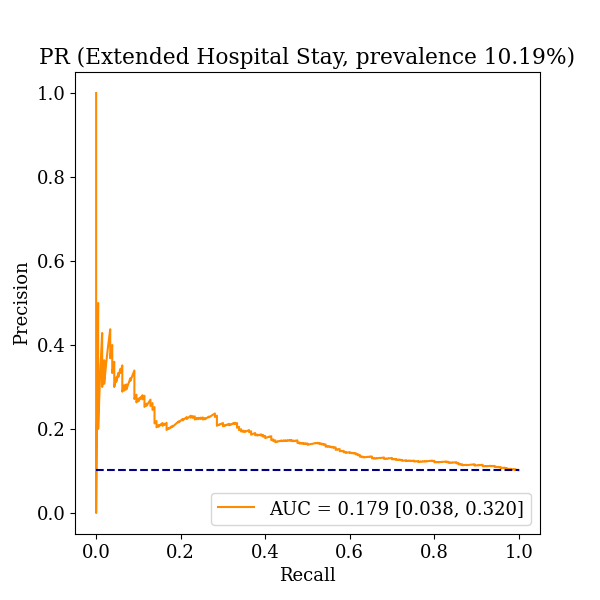 PR (Extended Hospital Stay, prevalence 10.19%)
1.0
0.8
0.6
0.4
0.2
0.0
Precision
AUC = 0.179 [0.038, 0.320]
0.0 0.2 0.4 0.6 0.8 1.0
Recall